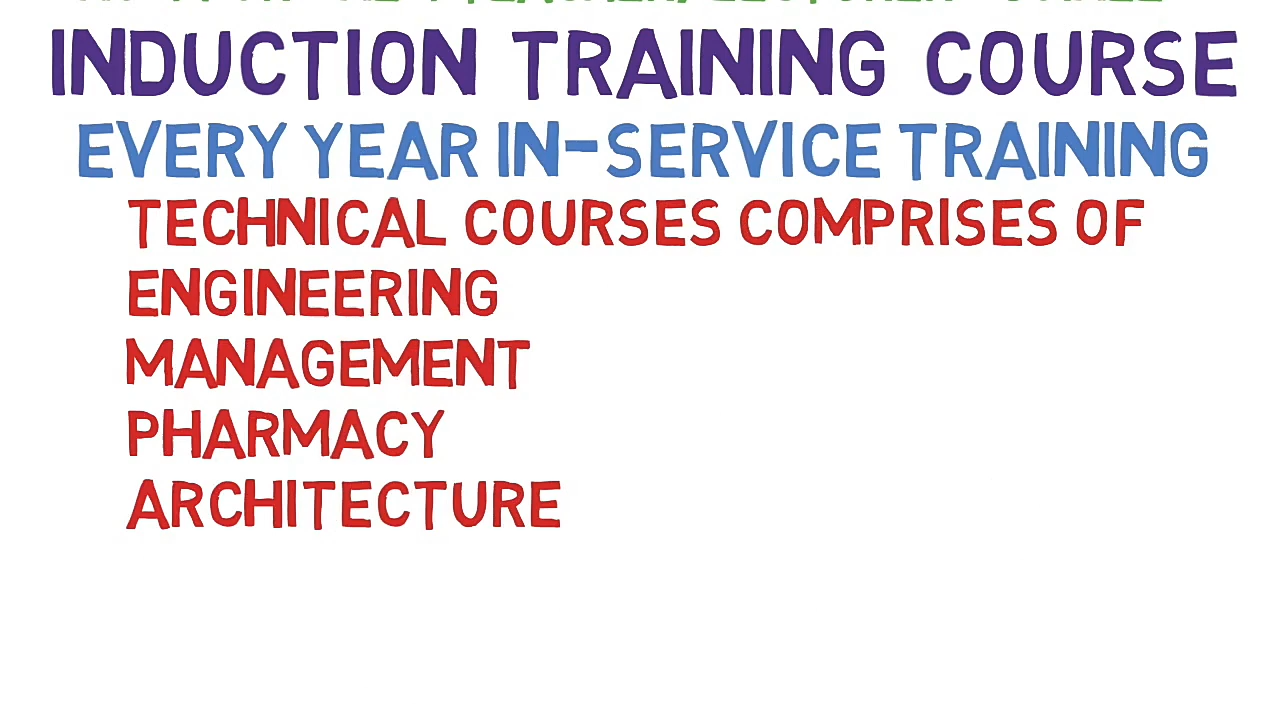 INDUCTION TRAINING COURSE
EVERY YEAR IN-SERVICE TRAINING
TECHNICAL COURSES COMPRISES OF
ENGINEERING
MANAGEMENT
PHARMACY
ARCHITECTURE